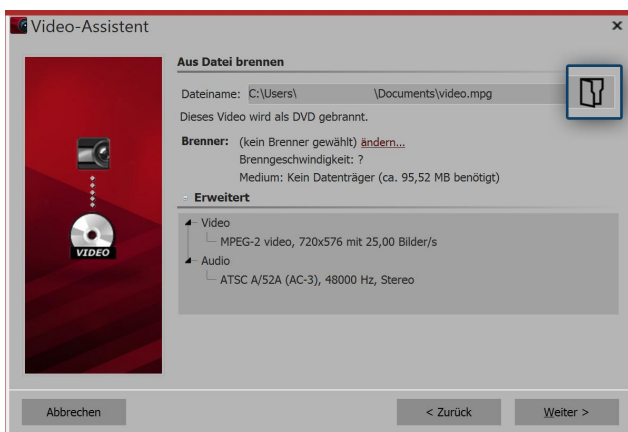 Video-Assistent
Aus Datei brennen
Dateiname: C:\Users\ \Documents\video.mpg
Dieses Video wird als DVD gebrannt.
Brenner: (kein Brenner gewählt) ändern...
Brenngeschwindigkeit: ?
Medium: Kein Datenträger (ca. 95,52 MB benötigt)
Erweitert
Video
MPEG-2 video, 720x576 mit 25,00 Bilder/s
Audio
ATSC A/52A (AC-3), 48000 Hz, Stereo
VIDEO
Abbrechen
< Zurück
Weiter >